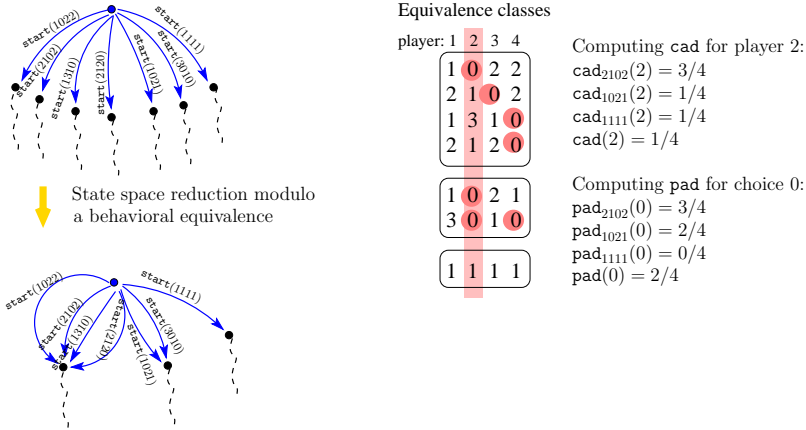 start(1022)
start(2102)
start(1310)
start(2120)
start(1021)
start(3010)
start(1111)
State space reduction modulo
a behavioral equivalence
start(1022)
start(2102)
start(1310)
start(2120)
start(1021)
start(3010)
start(1111)
Equivalence classes
player: 1 2 3 4
1 0 2 2
2 1 0 2
1 3 1 0
2 1 2 0
1 0 2 1
3 0 1 0
1 1 1 1
Computing cad for player 2:
cad2102(2) = 3/4
cad1021(2) = 1/4
cad1111(2) = 1/4
cad(2) = 1/4
Computing pad for choice 0:
pad2102(0) = 3/4
pad1021(0) = 2/4
pad1111(0) = 0/4
pad(0) = 2/4